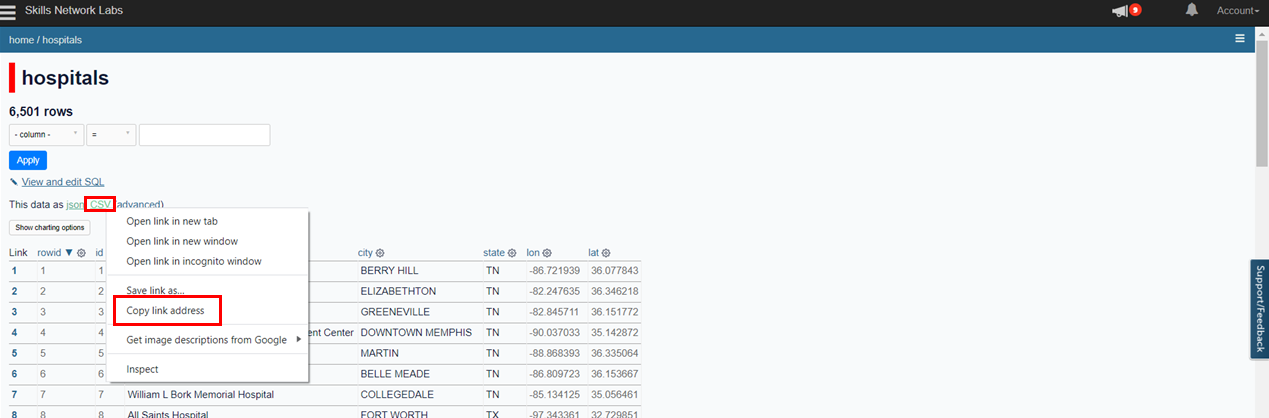 Skills Network Labs
9
Account
home / hospitals
hospitals
6,501 rows
- column -
=
Apply
View and edit SQL
This data as json, CSV (advanced)
Show charting options
Open link in new tab
Open link in new window
Open link in incognito window
Save link as...
Copy link address
Get image descriptions from Google
Inspect
Link rowid ▼ id city state lon lat
1 1 1 BERRY HILL TN -86.721939 36.077843
2 2 2 ELIZABETHTON TN -82.247635 36.346218
3 3 3 GREENEVILLE TN -82.845711 36.151772
4 4 4 ent Center DOWNTOWN MEMPHIS TN -90.037033 35.142872
5 5 5 MARTIN TN -88.868393 36.335064
6 6 6 BELLE MEADE TN -86.809723 36.153667
7 7 7 William L Bork Memorial Hospital COLLEGEDALE TN -85.134125 35.056461
8 8 8 All Saints Hospital FORT WORTH TX -97.343361 32.729851
Support/Feedback